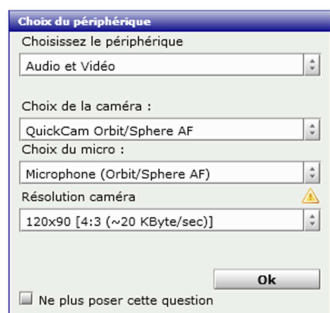 Choix du périphérique
Choisissez le périphérique
Audio et Vidéo
Choix de la caméra :
QuickCam Orbit/Sphere AF
Choix du micro :
Microphone (Orbit/Sphere AF)
Résolution caméra
120x90 [4:3 (~20 KByte/sec)]
Ok
Ne plus poser cette question